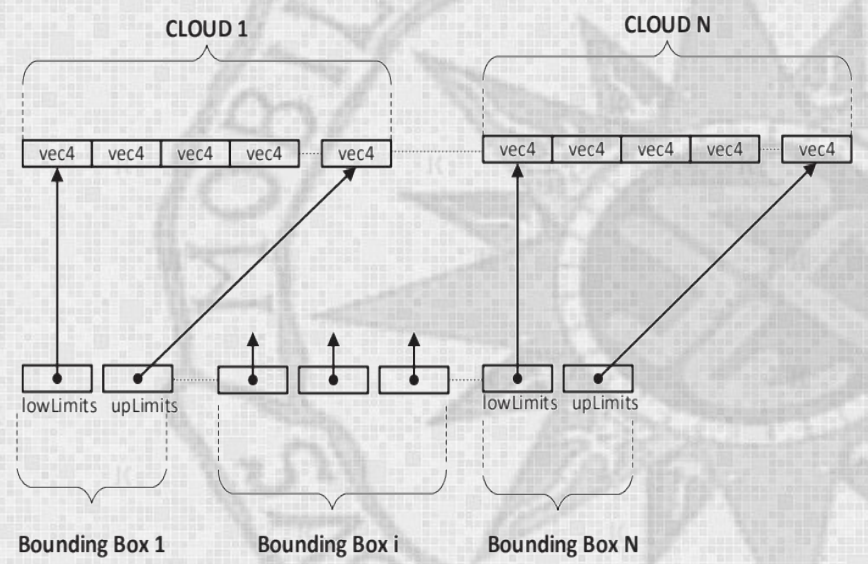 CLOUD 1
CLOUD N
vec4 vec4 vec4 vec4 vec4 vec4 vec4 vec4 vec4 vec4
lowLimits upLimits lowLimits upLimits
Bounding Box 1 Bounding Box i Bounding Box N